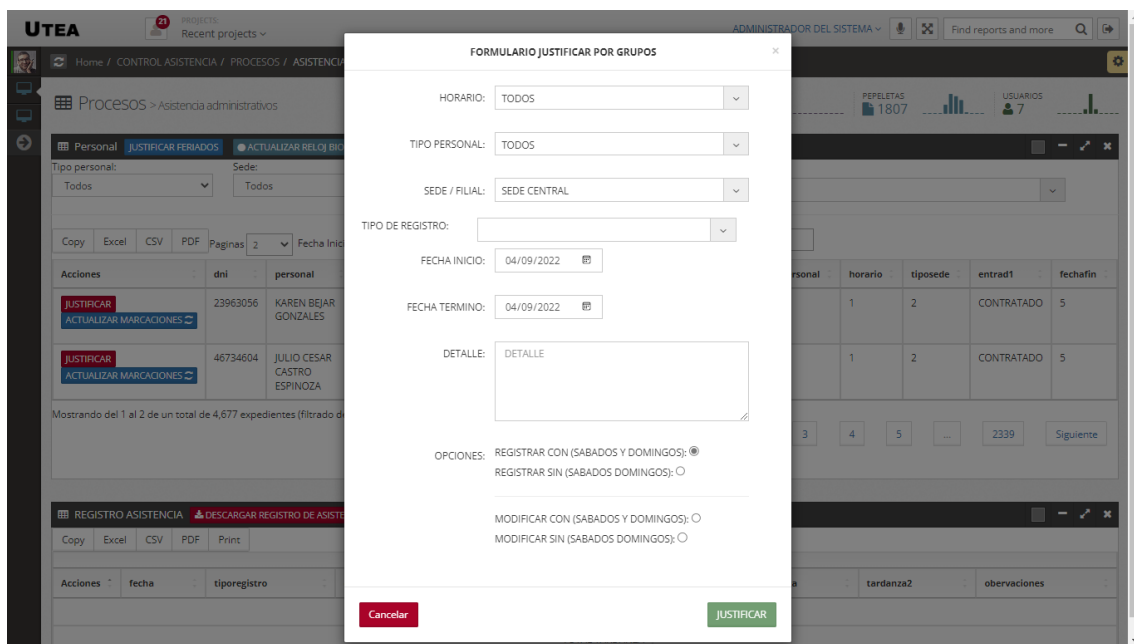 UTEA
21
PROJECTS:
Recent projects
ADMINISTRADOR DEL SISTEMA
Find reports and more
Home / CONTROL ASISTENCIA / PROCESOS / ASISTENCIA
Procesos > Asistencia administrativos
PEPELETAS
1807
USUARIOS
7
Personal
JUSTIFICAR FERIADOS
ACTUALIZAR RELOJ BIO
Tipo personal:
Sede:
Todos
Todos
Copy
Excel
CSV
PDF
Paginas
2
Fecha Inic
Acciones
dni
personal
rsonal
horario
tiposede
entrad1
fechafin
JUSTIFICAR
ACTUALIZAR MARCACIONES
23963056
KAREN BEJAR
GONZALES
1
2
CONTRATADO
5
JUSTIFICAR
ACTUALIZAR MARCACIONES
46734604
JULIO CESAR
CASTRO
ESPINOZA
1
2
CONTRATADO
5
Mostrando del 1 al 2 de un total de 4,677 expedientes (filtrado de
3
4
5
...
2339
Siguiente
REGISTRO ASISTENCIA
DESCARGAR REGISTRO DE ASISTE
Copy
Excel
CSV
PDF
Print
Acciones
fecha
tiporegistro
a
tardanza2
obervaciones
FORMULARIO JUSTIFICAR POR GRUPOS
×
HORARIO:
TODOS
TIPO PERSONAL:
TODOS
SEDE / FILIAL:
SEDE CENTRAL
TIPO DE REGISTRO:
FECHA INICIO:
04/09/2022
FECHA TERMINO:
04/09/2022
DETALLE:
DETALLE
OPCIONES:
REGISTRAR CON (SABADOS Y DOMINGOS):
REGISTRAR SIN (SABADOS DOMINGOS):
MODIFICAR CON (SABADOS Y DOMINGOS):
MODIFICAR SIN (SABADOS DOMINGOS):
Cancelar
JUSTIFICAR